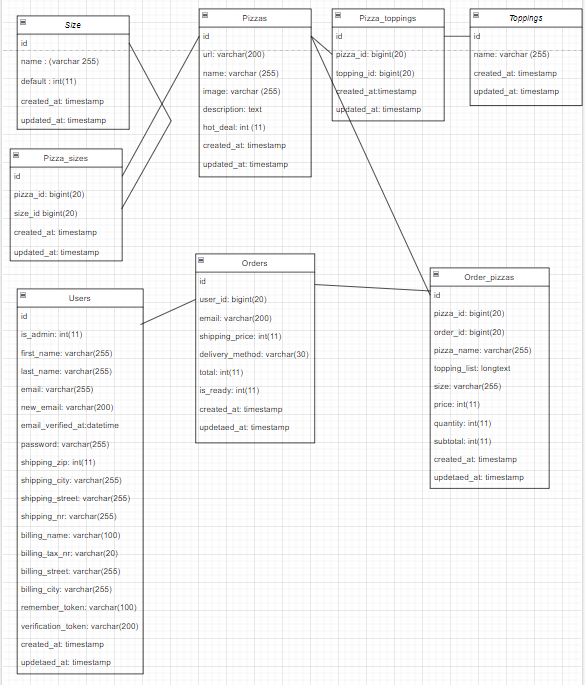 Size
id
name : (varchar 255)
default : int(11)
created_at: timestamp
updated_at: timestamp
Pizzas
id
url: varchar(200)
name: varchar (255)
image: varchar (255)
description: text
hot_deal: int (11)
created_at: timestamp
updated_at: timestamp
Pizza_toppings
id
pizza_id: bigint(20)
topping_id: bigint(20)
created_at:timestamp
updated_at: timestamp
Toppings
id
name: varchar (255)
created_at: timestamp
updated_at: timestamp
Pizza_sizes
id
pizza_id: bigint(20)
size_id bigint(20)
created_at: timestamp
updated_at: timestamp
Users
id
is_admin: int(11)
first_name: varchar(255)
last_name: varchar(255)
email: varchar(255)
new_email: varchar(200)
email_verified_at:datetime
password: varchar(255)
shipping_zip: int(11)
shipping_city: varchar(255)
shipping_street: varchar(255)
shipping_nr: varchar(255)
billing_name: varchar(100)
billing_tax_nr: varchar(20)
billing_street: varchar(255)
billing_city: varchar(255)
remember_token: varchar(100)
verification_token: varchar(200)
created_at: timestamp
updetaed_at: timestamp
Orders
id
user_id: bigint(20)
email: varchar(200)
shipping_price: int(11)
delivery_method: varchar(30)
total: int(11)
is_ready: int(11)
created_at: timestamp
updetaed_at: timestamp
Order_pizzas
id
pizza_id: bigint(20)
order_id: bigint(20)
pizza_name: varchar(255)
topping_list: longtext
size: varchar(255)
price: int(11)
quantity: int(11)
subtotal: int(11)
created_at: timestamp
updetaed_at: timestamp